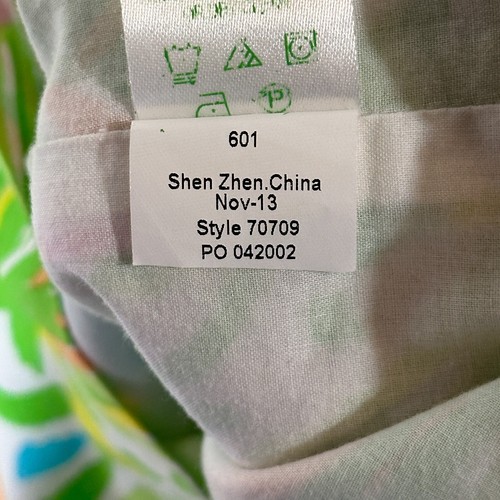 601
Shen Zhen.China
Nov-13
Style 70709
PO 042002